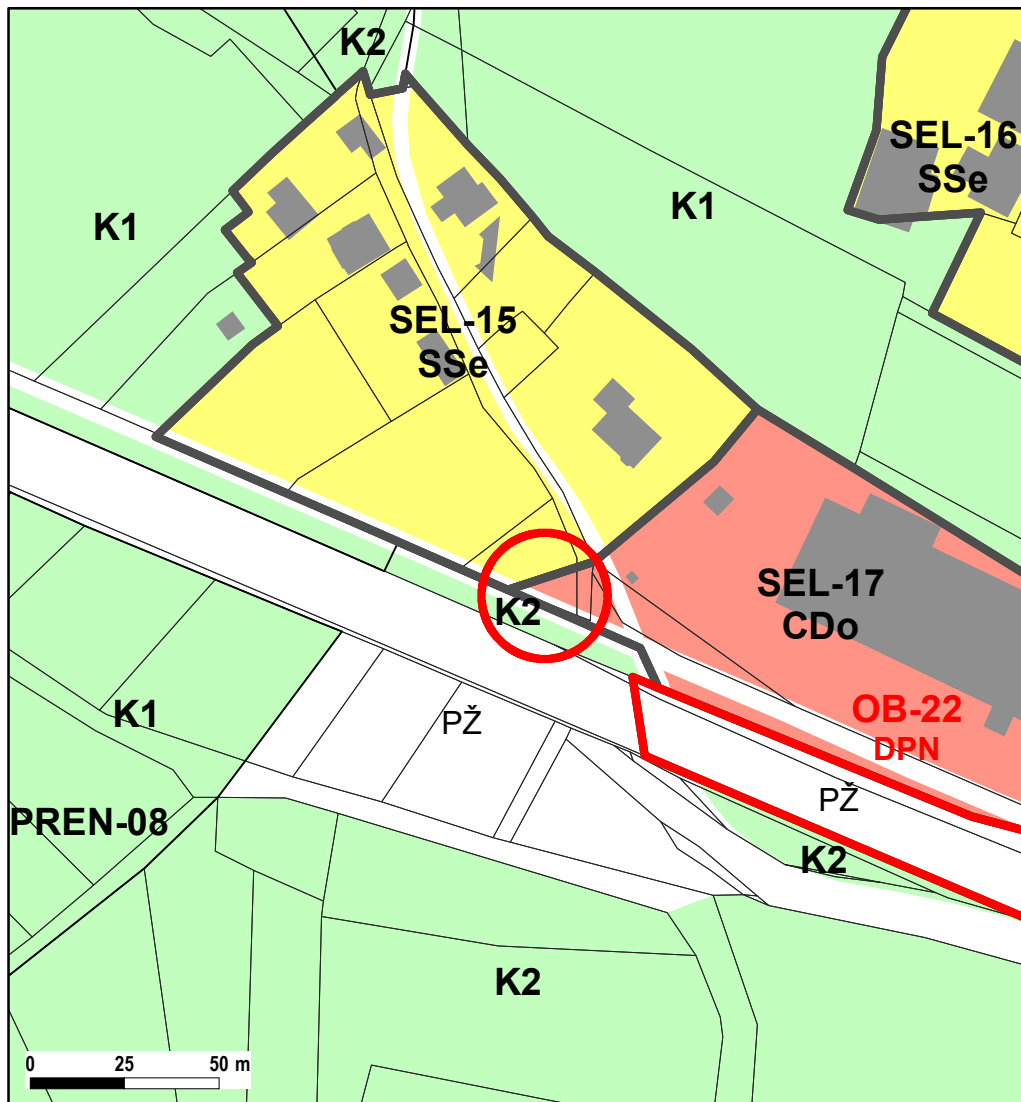 K2
SEL-16
SSe
K1
K1
SEL-15
SSe
SEL-17
CDo
K2
OB-22
DPN
K1
PŽ
PŽ
PREN-08
K2
K2
0 25 50 m